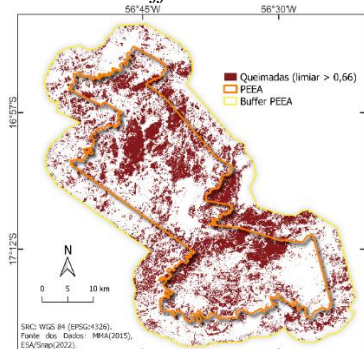 56°45'W 56°30'W
16°57'S
17°12'S
Queimadas (limiar > 0,66)
PEEA
Buffer PEEA
N
0 5 10 km
SRC: WGS 84 (EPSG:4326).
Fonte dos Dados: MMA(2015),
ESA/Snap(2022).